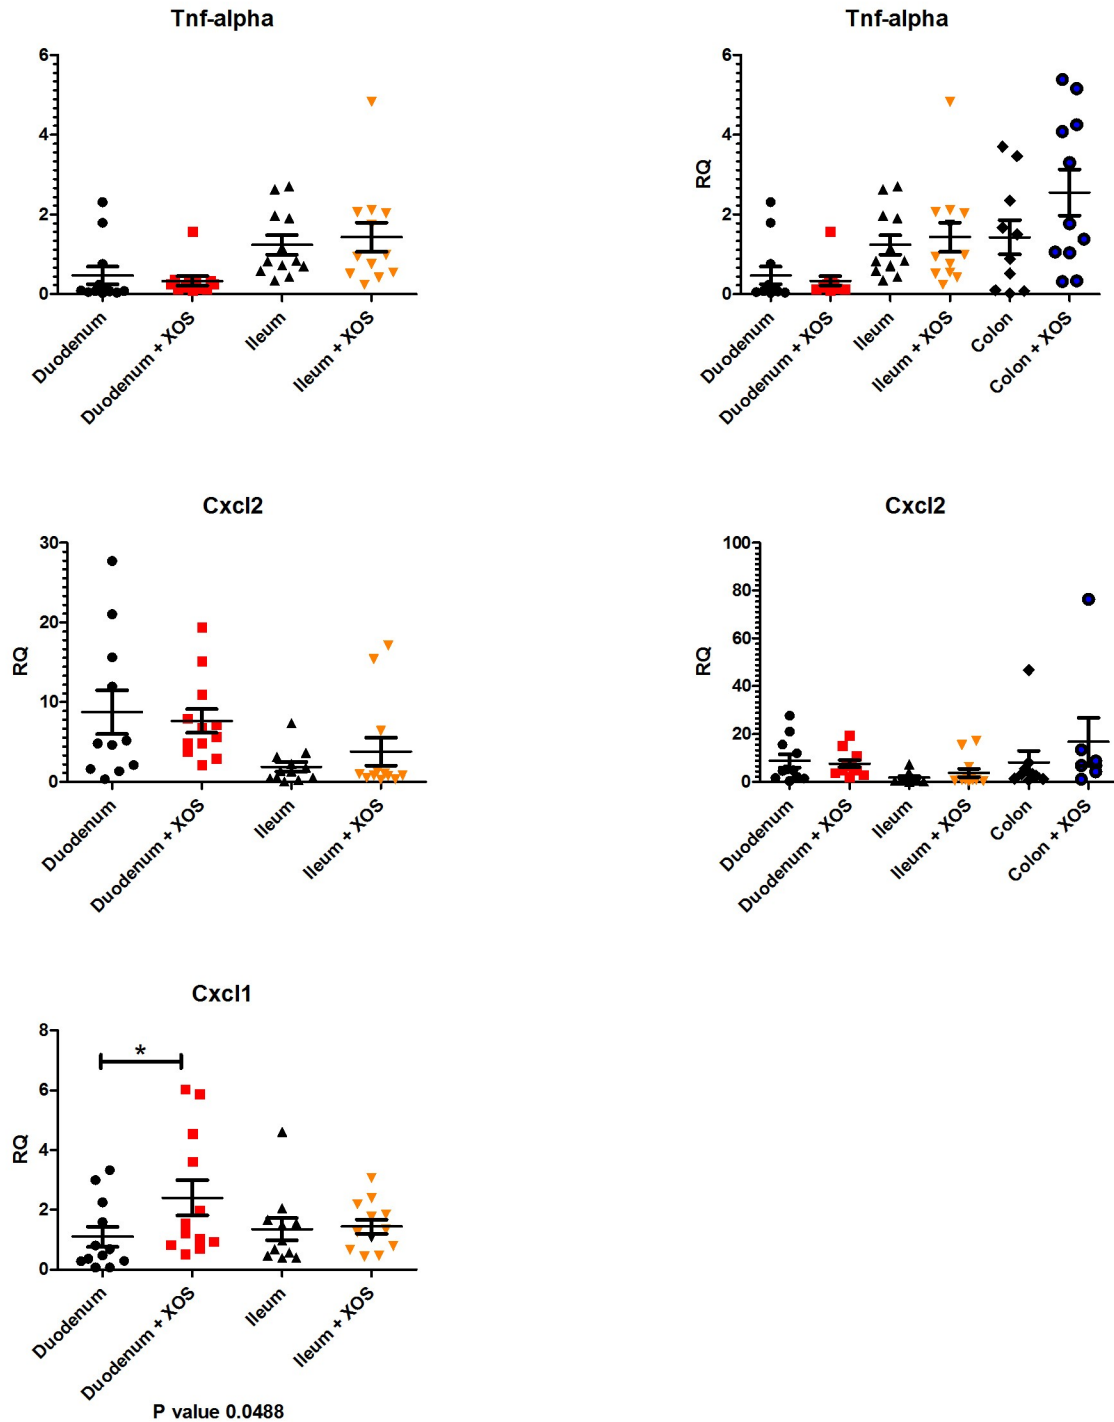 Tnf-alpha
6
4
2
0
Duodenum
Duodenum + XOS
Ileum
Ileum + XOS
Tnf-alpha
RQ
6
4
2
0
Duodenum
Duodenum + XOS
Ileum
Ileum + XOS
Colon
Colon + XOS
Cxcl2
RQ
30
20
10
0
Duodenum
Duodenum + XOS
Ileum
Ileum + XOS
Cxcl2
RQ
100
80
60
40
20
0
Duodenum
Duodenum + XOS
Ileum
Ileum + XOS
Colon
Colon + XOS
Cxcl1
RQ
8
6
4
2
0
*
Duodenum
Duodenum + XOS
Ileum
Ileum + XOS
P value 0.0488